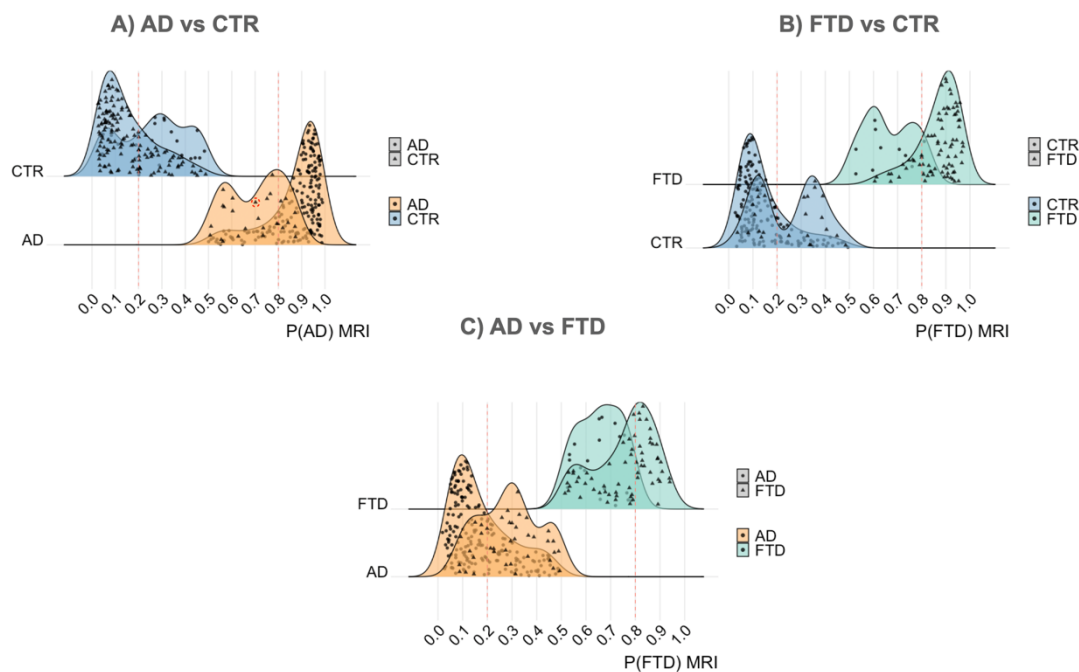 A) AD vs CTR
CTR
AD
0.0 0.1 0.2 0.3 0.4 0.5 0.6 0.7 0.8 0.9 1.0
P(AD) MRI
AD
CTR
AD
CTR
B) FTD vs CTR
FTD
CTR
0.0 0.1 0.2 0.3 0.4 0.5 0.6 0.7 0.8 0.9 1.0
P(FTD) MRI
CTR
FTD
CTR
FTD
C) AD vs FTD
FTD
AD
0.0 0.1 0.2 0.3 0.4 0.5 0.6 0.7 0.8 0.9 1.0
P(FTD) MRI
AD
FTD
AD
FTD